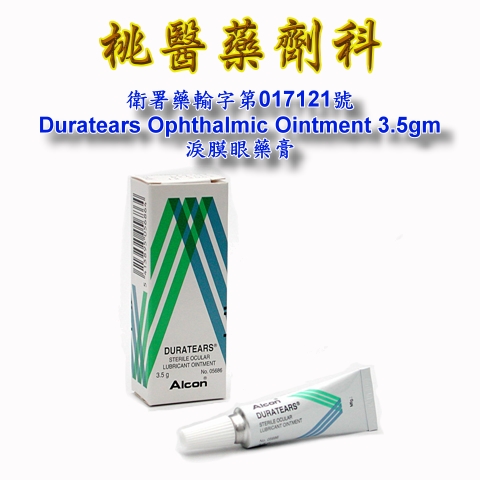 桃醫藥劑科
衛署藥輸字第017121號
Duratears Ophthalmic Ointment 3.5gm
淚膜眼藥膏
DURATEARS®
STERILE OCULAR
LUBRICANT OINTMENT
3.5 g
No. 05686
Alcon
Alcon
DURATEARS®
STERILE OCULAR
LUBRICANT OINTMENT